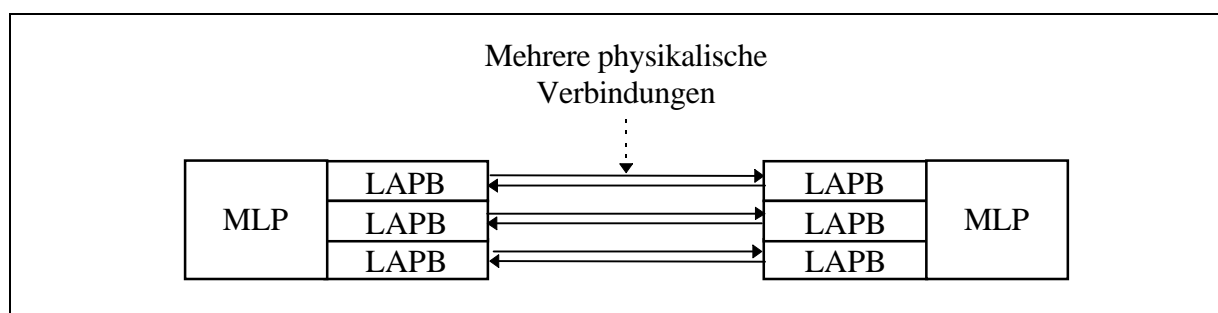 Mehrere physikalische
Verbindungen
LAPB LAPB
MLP LAPB LAPB MLP
LAPB LAPB